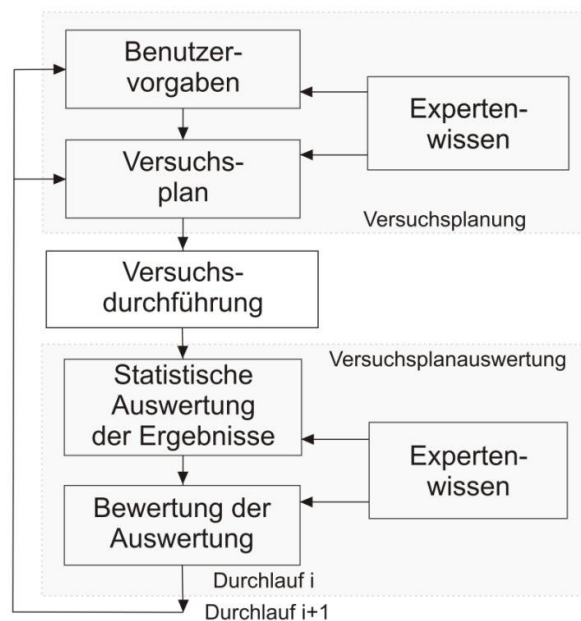 Benutzer-
vorgaben
Experten-
wissen
Versuchs-
plan
Versuchsplanung
Versuchs-
durchführung
Versuchsplanauswertung
Statistische
Auswertung
der Ergebnisse
Experten-
wissen
Bewertung der
Auswertung
Durchlauf i
Durchlauf i+1